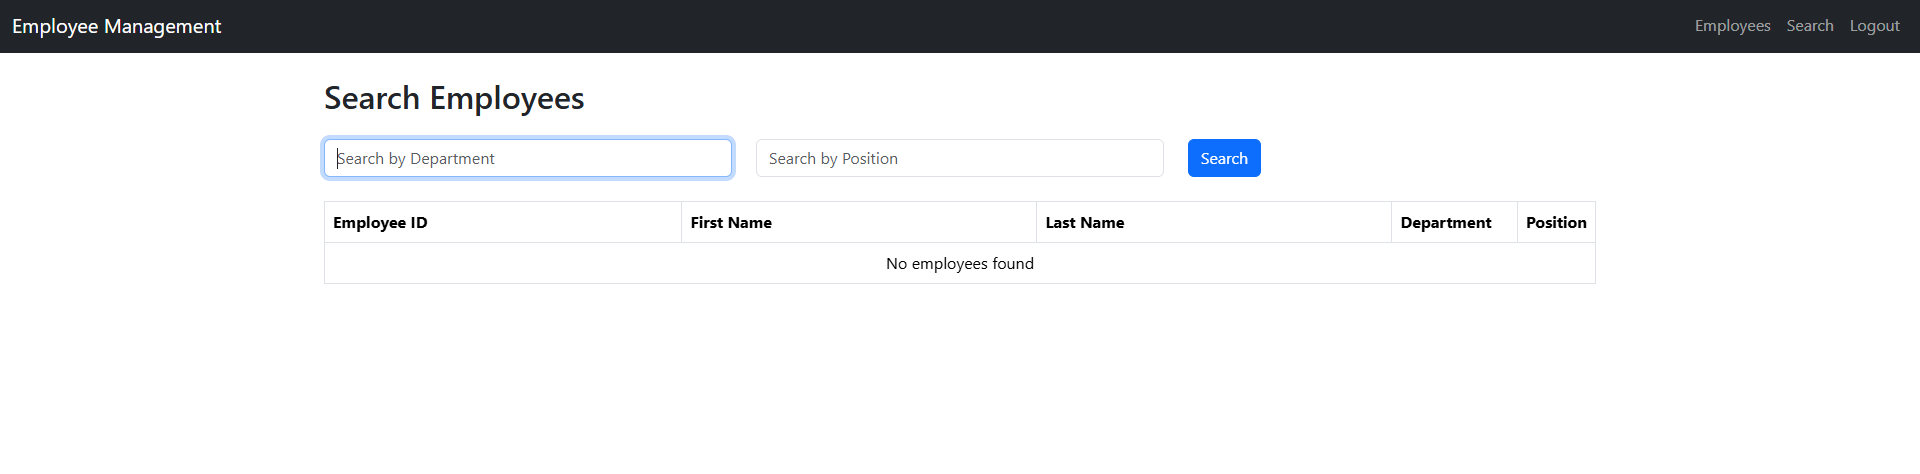 Employee Management
Employees Search Logout
Search Employees
Search by Department
Search by Position
Search
Employee ID First Name Last Name Department Position
No employees found